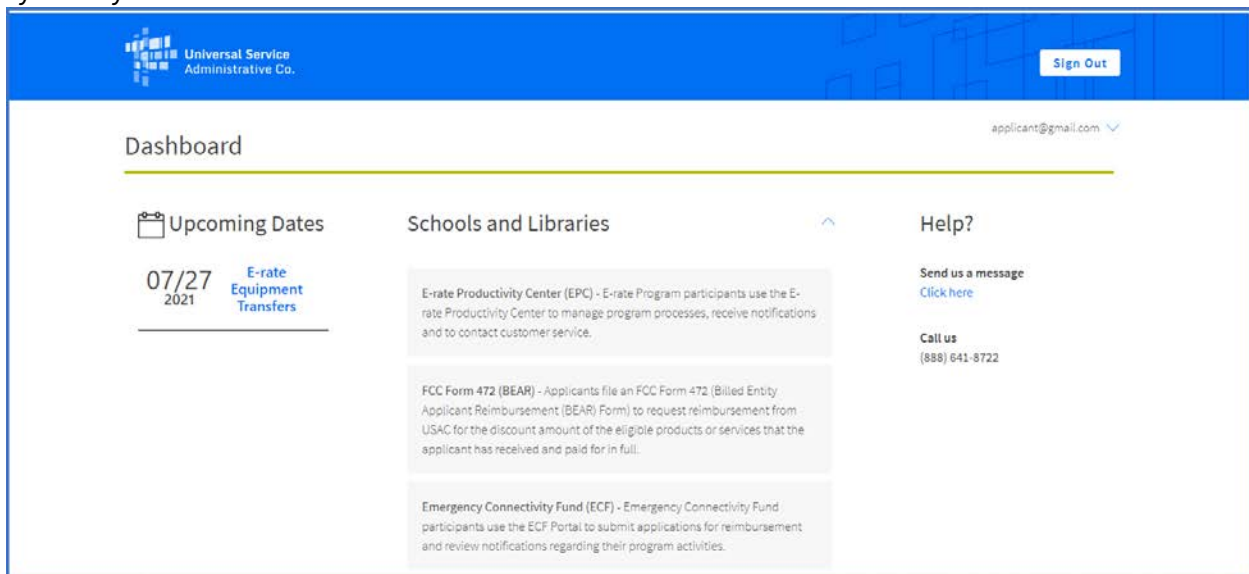 Universal Service
Administrative Co.
Sign Out
applicant@gmail.com
Dashboard
Upcoming Dates
07/27
2021
E-rate
Equipment
Transfers
Schools and Libraries
E-rate Productivity Center (EPC) - E-rate Program participants use the E-
rate Productivity Center to manage program processes, receive notifications
and to contact customer service.
FCC Form 472 (BEAR) - Applicants file an FCC Form 472 (Billed Entity
Applicant Reimbursement (BEAR) Form) to request reimbursement from
USAC for the discount amount of the eligible products or services that the
applicant has received and paid for in full.
Emergency Connectivity Fund (ECF) - Emergency Connectivity Fund
participants use the ECF Portal to submit applications for reimbursement
and review notifications regarding their program activities.
Help?
Send us a message
Click here
Call us
(888) 641-8722